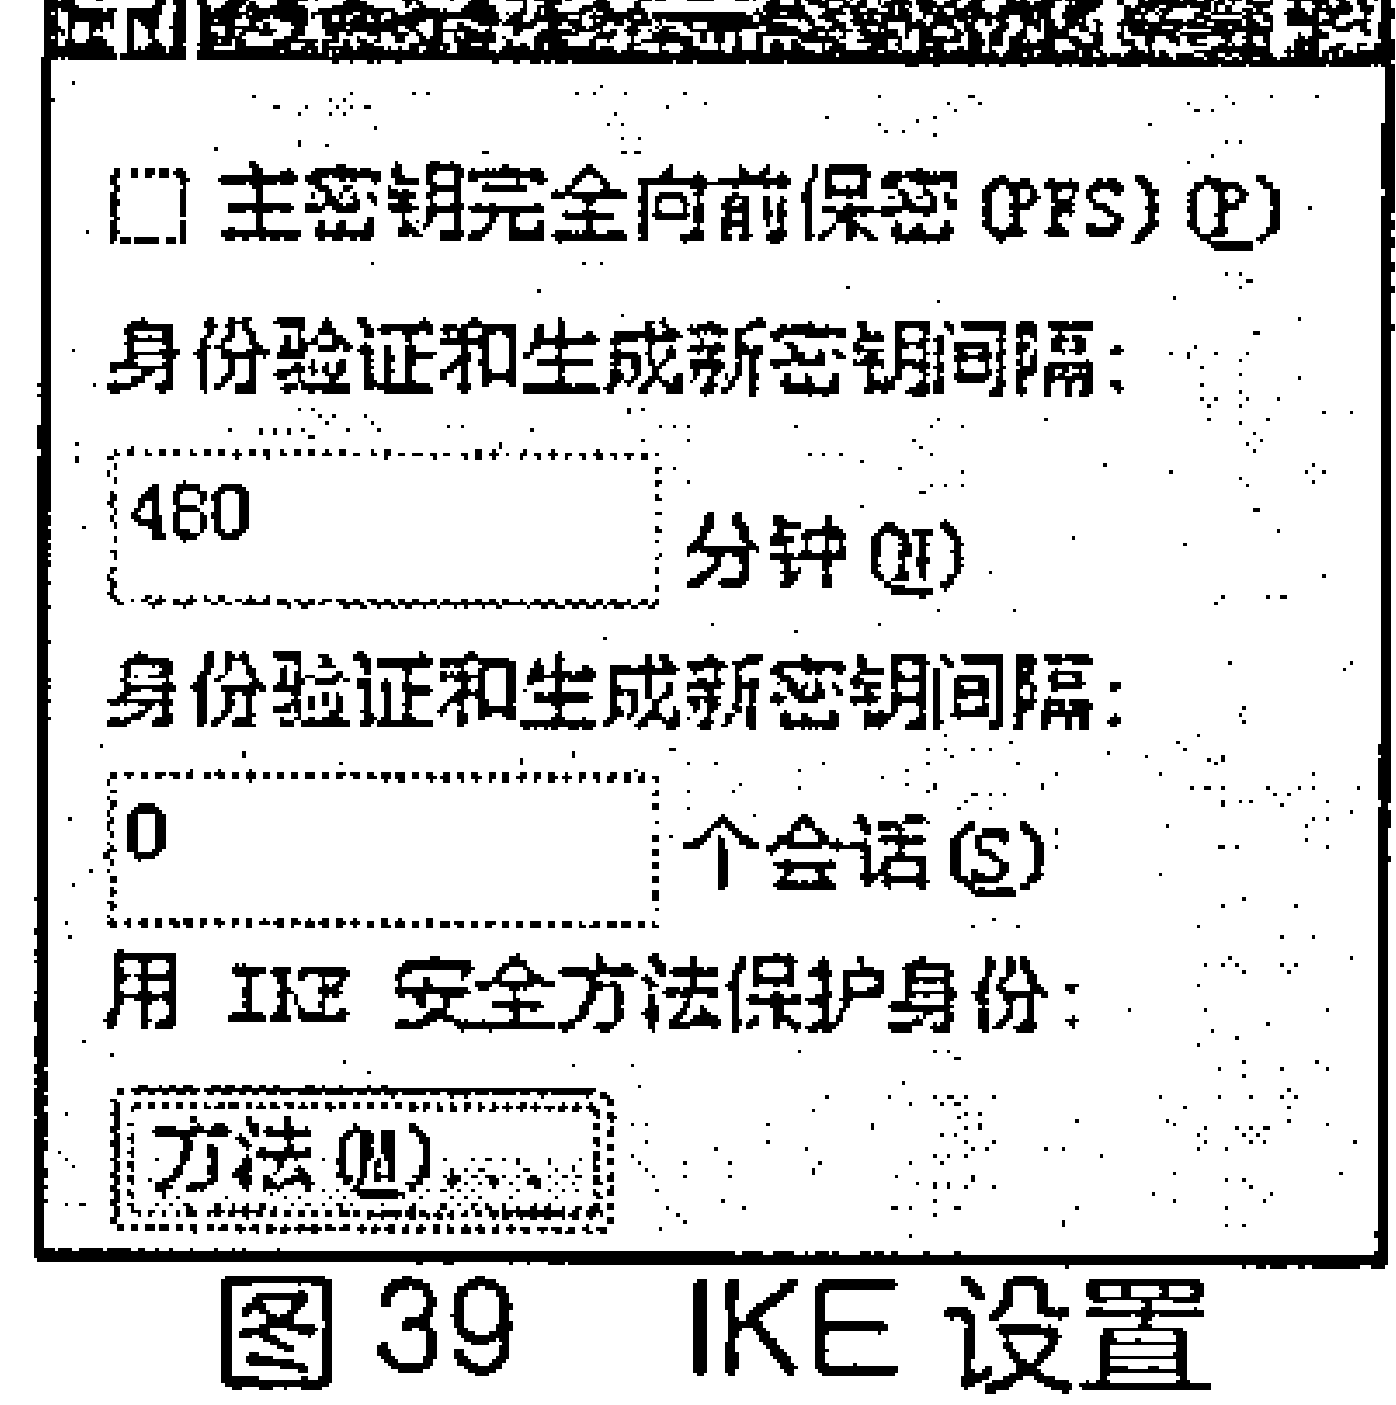 主密钥完全向前保密(PFS)(P)
身份验证和生成新密钥间隔:
480
分钟(N)
身份验证和生成新密钥间隔:
0
个会话(S)
用 IKE 安全方法保护身份:
方法(M)...
图 39 IKE 设置